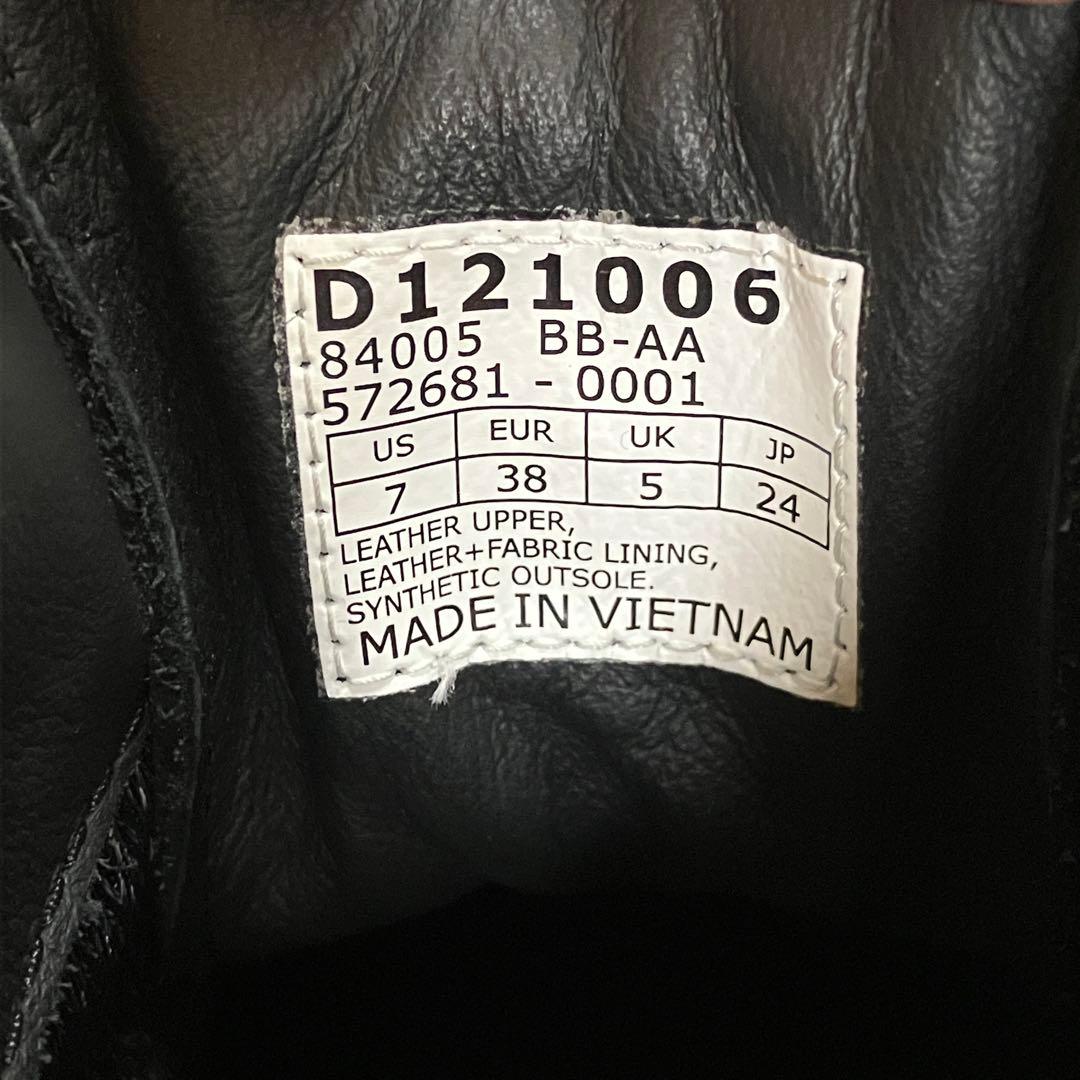 D121006
84005 BB-AA
572681 - 0001
US EUR UK JP
7 38 5 24
LEATHER UPPER,
LEATHER+FABRIC LINING,
SYNTHETIC OUTSOLE.
MADE IN VIETNAM